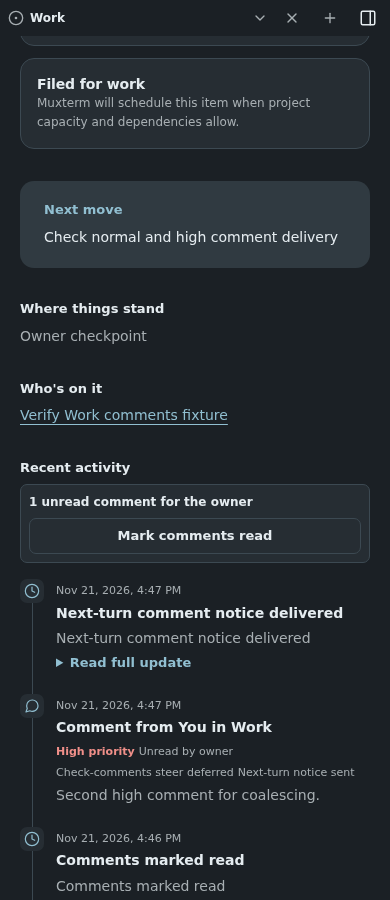 Work
Filed for work
Muxterm will schedule this item when project
capacity and dependencies allow.
Next move
Check normal and high comment delivery
Where things stand
Owner checkpoint
Who's on it
Verify Work comments fixture
Recent activity
1 unread comment for the owner
Mark comments read
Nov 21, 2026, 4:47 PM
Next-turn comment notice delivered
Next-turn comment notice delivered
Read full update
Nov 21, 2026, 4:47 PM
Comment from You in Work
High priority Unread by owner
Check-comments steer deferred Next-turn notice sent
Second high comment for coalescing.
Nov 21, 2026, 4:46 PM
Comments marked read
Comments marked read